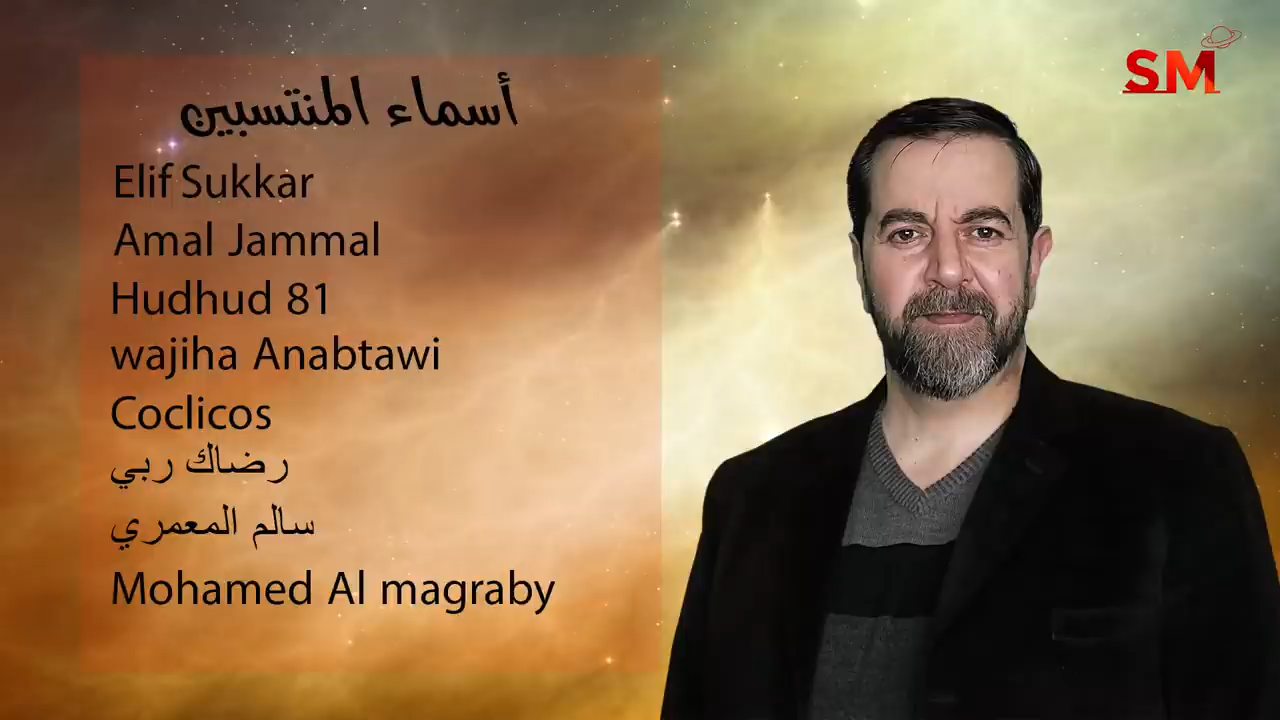 SM
أسماء المنتسبين
Elif Sukkar
Amal Jammal
Hudhud 81
wajiha Anabtawi
Coclicos
رضاك ربي
سالم المعمري
Mohamed Al magraby